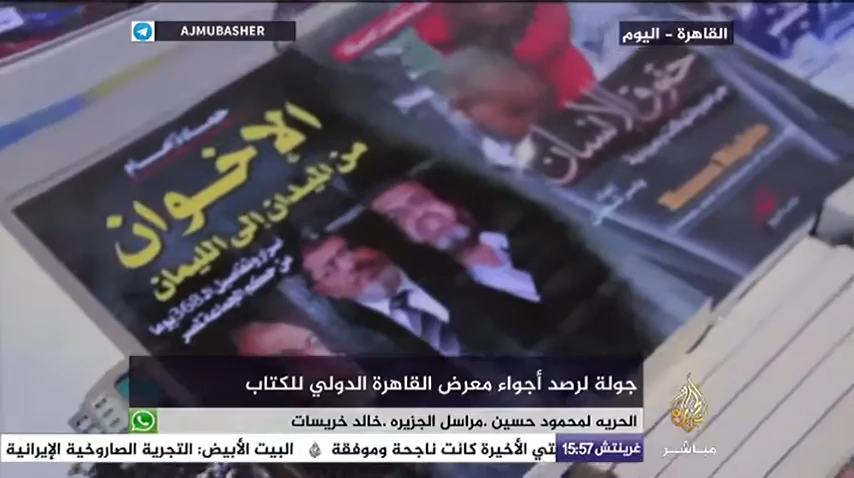 AJMUBASHER
القاهرة - اليوم
حقوق الإنسان
الإخوان
من الميدان إلى الليمان
جولة لرصد أجواء معرض القاهرة الدولي للكتاب
الحريه لمحمود حسين .مراسل الجزيره .خالد خريسات
غرينتش 15:57
تي الأخيرة كانت ناجحة وموفقة
البيت الأبيض: التجربة الصاروخية الإيرانية
مباشر